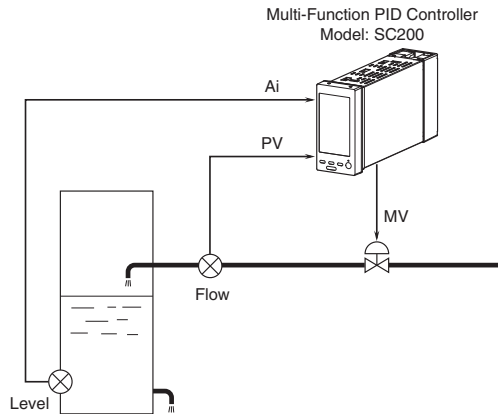 Multi-Function PID Controller
Model: SC200
Ai
PV
MV
Flow
Level